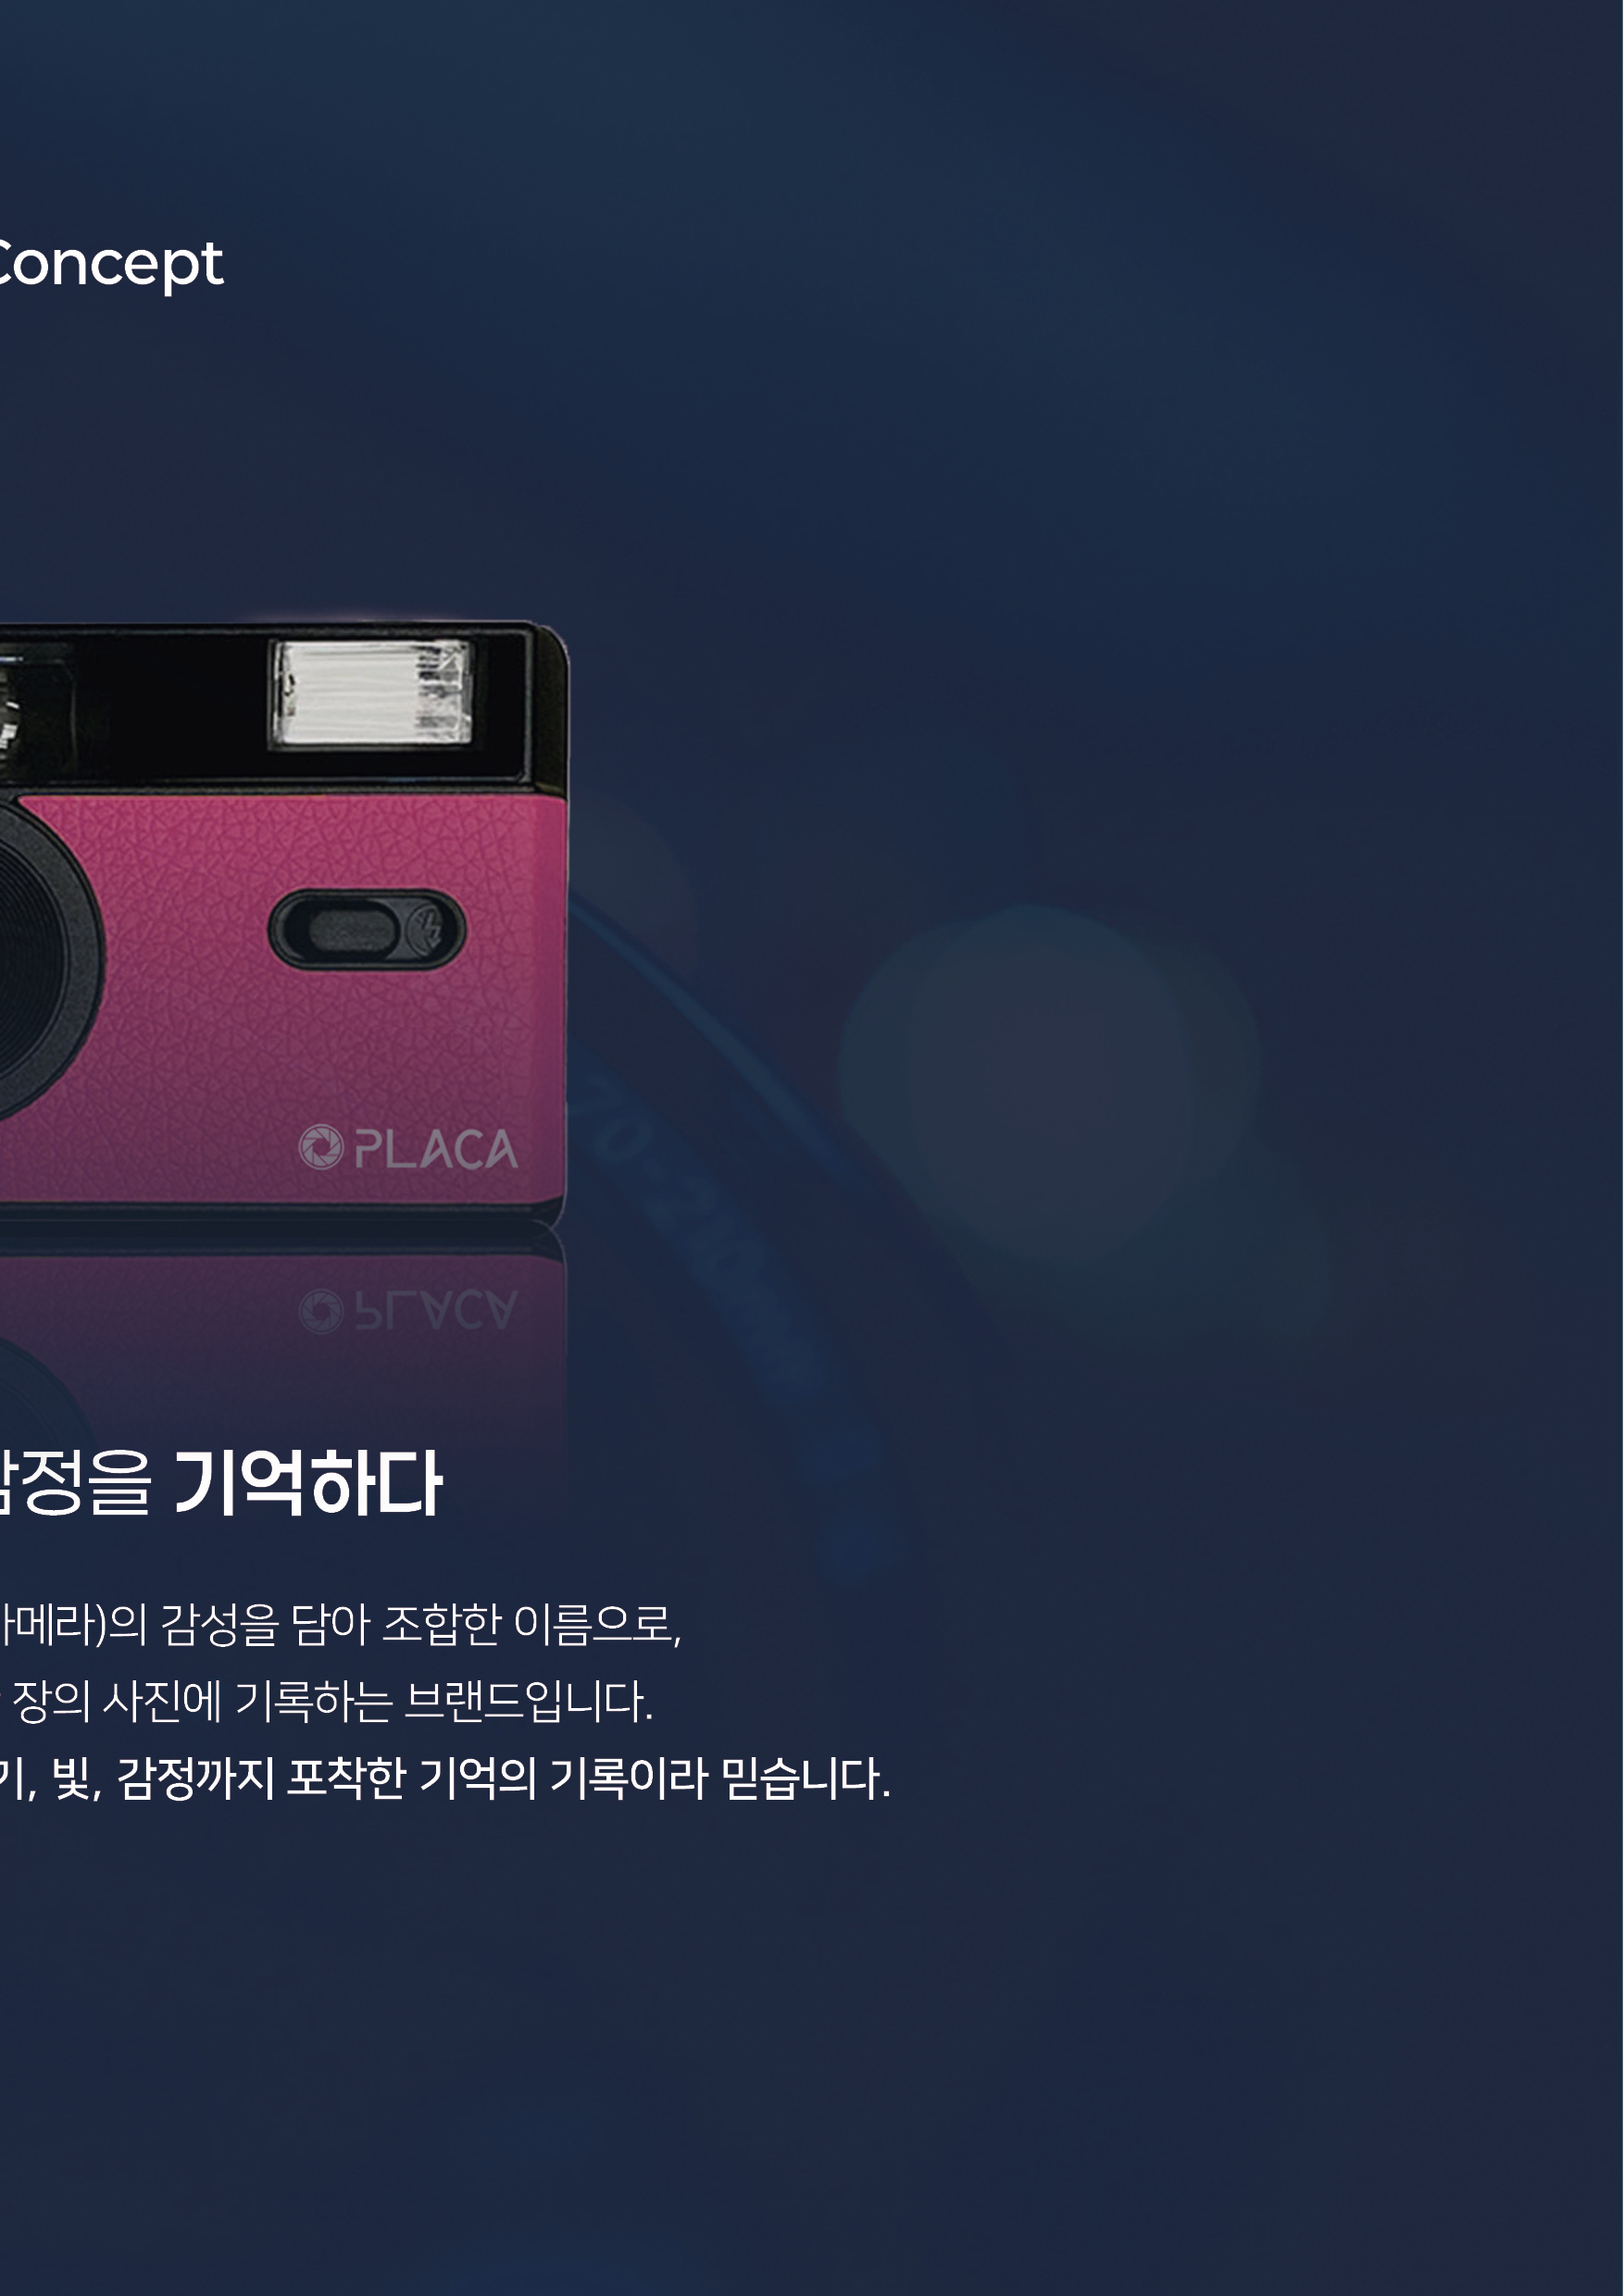 Concept
PLACA
70-210mm
감정을 기억하다
카메라)의 감성을 담아 조합한 이름으로,
장의 사진에 기록하는 브랜드입니다.
기, 빛, 감정까지 포착한 기억의 기록이라 믿습니다.